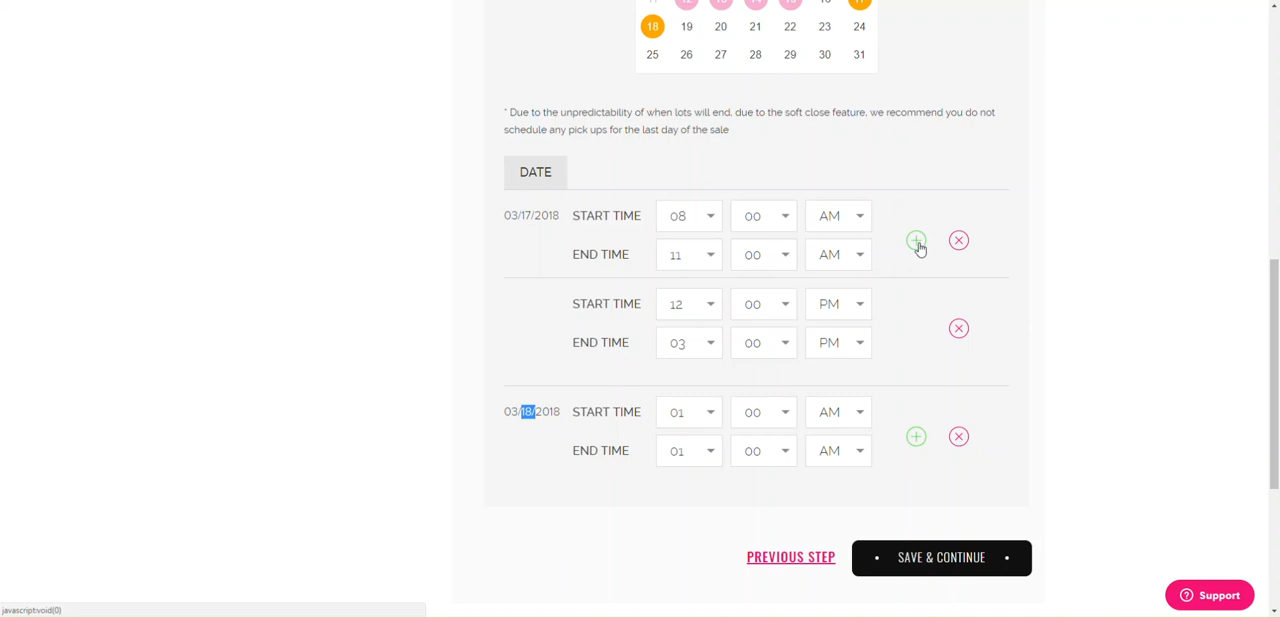 18 19 20 21 22 23 24
25 26 27 28 29 30 31
* Due to the unpredictability of when lots will end, due to the soft close feature, we recommend you do not
schedule any pick ups for the last day of the sale
DATE
03/17/2018 START TIME 08 00 AM
END TIME 11 00 AM
START TIME 12 00 PM
END TIME 03 00 PM
03/18/2018 START TIME 01 00 AM
END TIME 01 00 AM
PREVIOUS STEP SAVE & CONTINUE
Support
javascript:void(0)